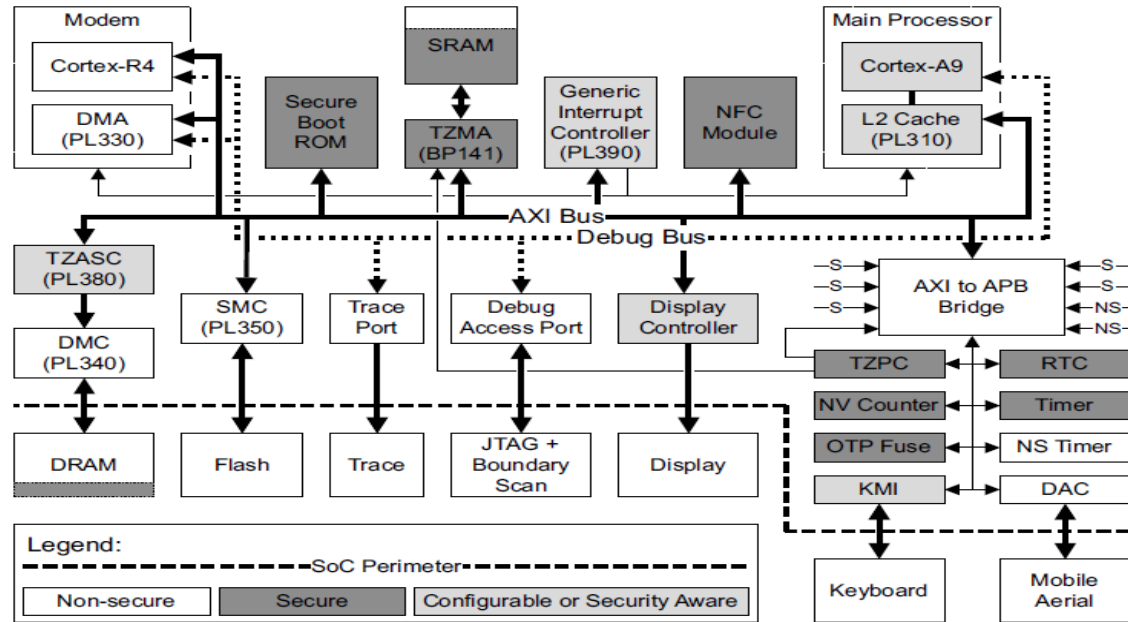 Modem
Cortex-R4
DMA
(PL330)
Secure
Boot
ROM
SRAM
TZMA
(BP141)
Generic
Interrupt
Controller
(PL390)
NFC
Module
Main Processor
Cortex-A9
L2 Cache
(PL310)
AXI Bus
Debug Bus
TZASC
(PL380)
DMC
(PL340)
SMC
(PL350)
Trace
Port
Debug
Access Port
Display
Controller
S
S
S
AXI to APB
Bridge
S
S
NS
NS
TZPC
RTC
NV Counter
Timer
OTP Fuse
NS Timer
KMI
DAC
DRAM
Flash
Trace
JTAG +
Boundary
Scan
Display
Keyboard
Mobile
Aerial
Legend:
SoC Perimeter
Non-secure
Secure
Configurable or Security Aware